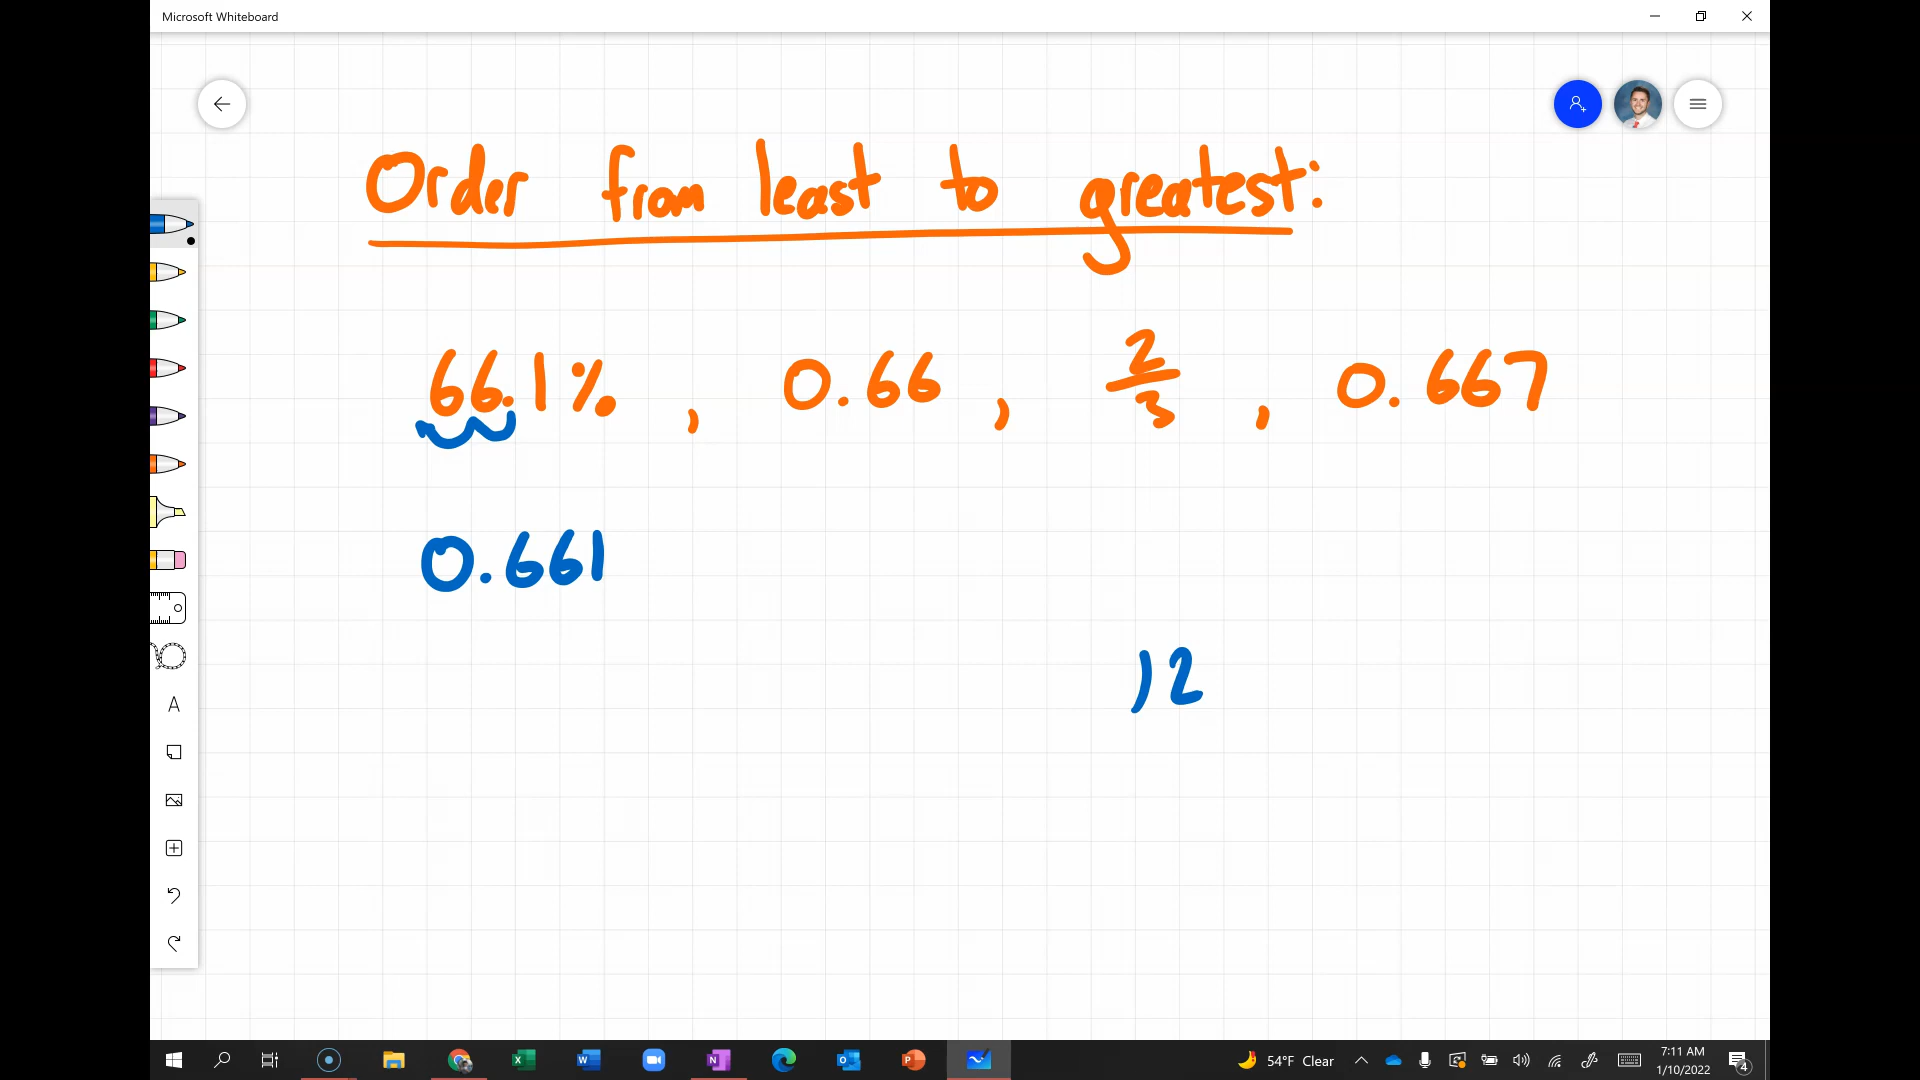 Microsoft Whiteboard
Order from least to greatest:
66.1% , 0.66 , 2/3 , 0.667
0.661
)2
A
54°F Clear
7:11 AM
1/10/2022
4